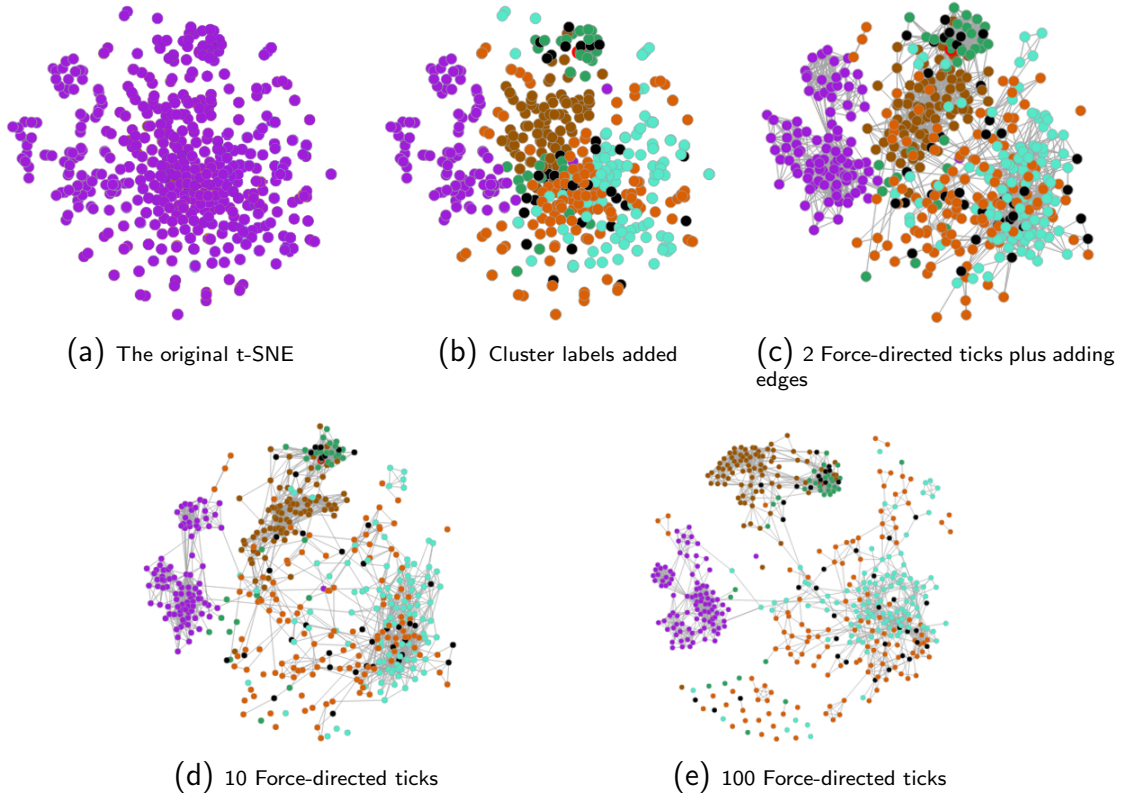 (a) The original t-SNE
(b) Cluster labels added
(c) 2 Force-directed ticks plus adding
edges
(d) 10 Force-directed ticks
(e) 100 Force-directed ticks